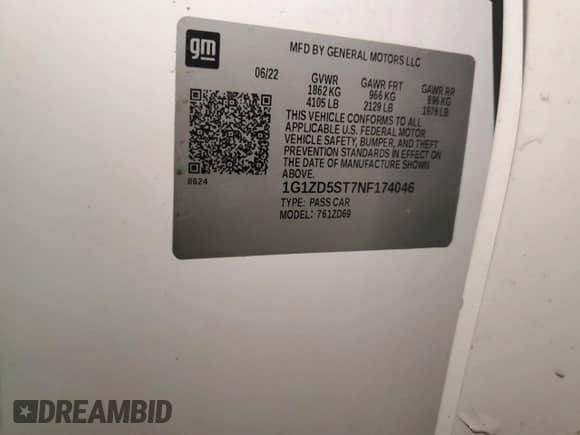 gm
MFD BY GENERAL MOTORS LLC
06/22 GVWR GAWR FRT GAWR RR
1862 KG 966 KG 896 KG
4105 LB 2129 LB 1976 LB
THIS VEHICLE CONFORMS TO ALL
APPLICABLE U.S. FEDERAL MOTOR
VEHICLE SAFETY, BUMPER, AND THEFT
PREVENTION STANDARDS IN EFFECT ON
THE DATE OF MANUFACTURE SHOWN
ABOVE.
8624
1G1ZD5ST7NF174046
TYPE: PASS CAR
MODEL: 761ZD69
DREAMBID